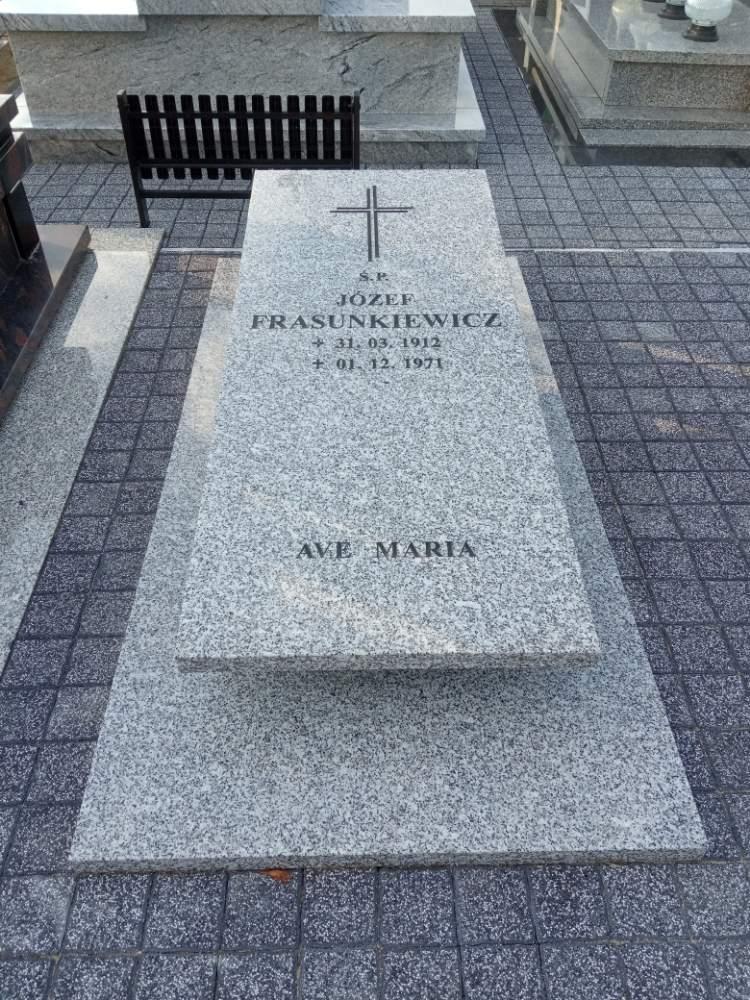 Ś.P.
JÓZEF
FRASUNKIEWICZ
✶ 31. 03. 1912
✝ 01. 12. 1971
AVE MARIA